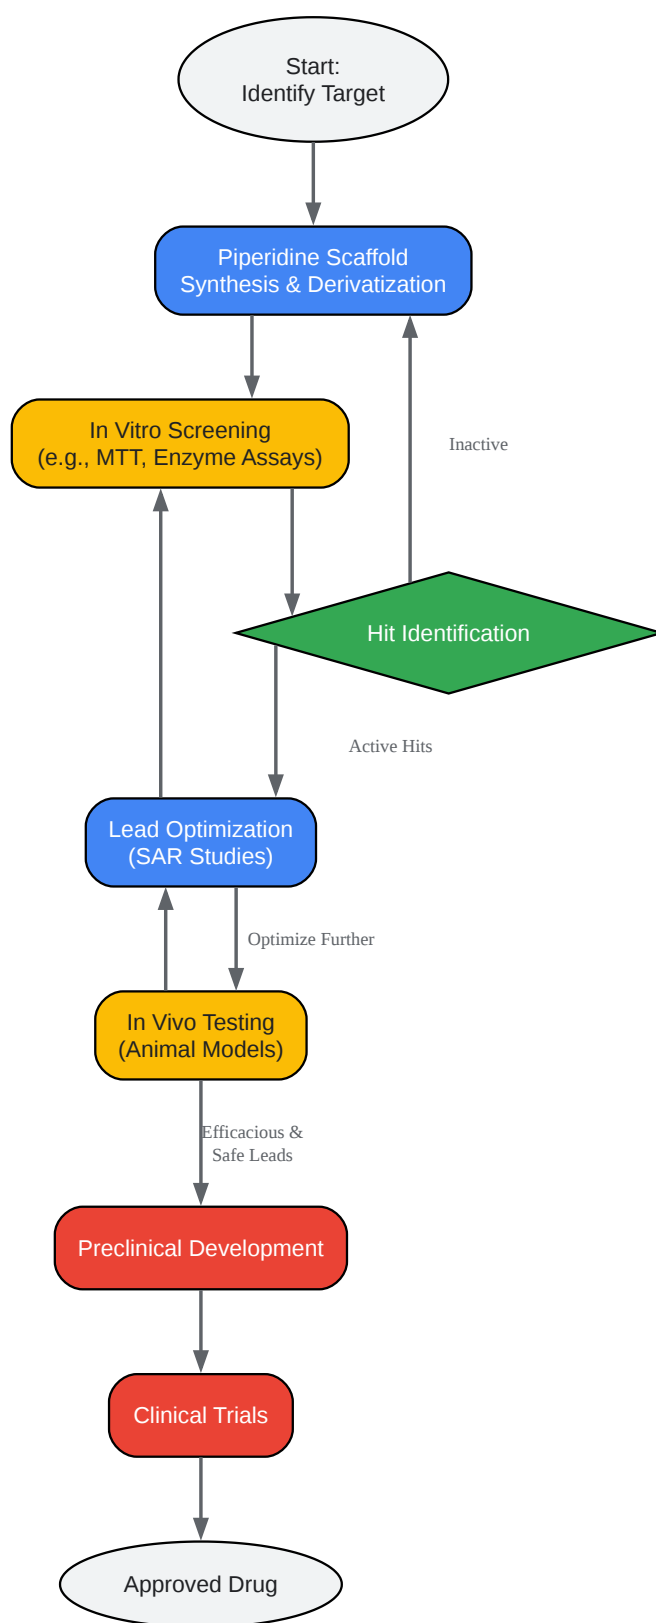 Start:
Identify Target
Piperidine Scaffold
Synthesis & Derivatization
In Vitro Screening
(e.g., MTT, Enzyme Assays)
Inactive
Hit Identification
Active Hits
Lead Optimization
(SAR Studies)
Optimize Further
In Vivo Testing
(Animal Models)
Efficacious &
Safe Leads
Preclinical Development
Clinical Trials
Approved Drug